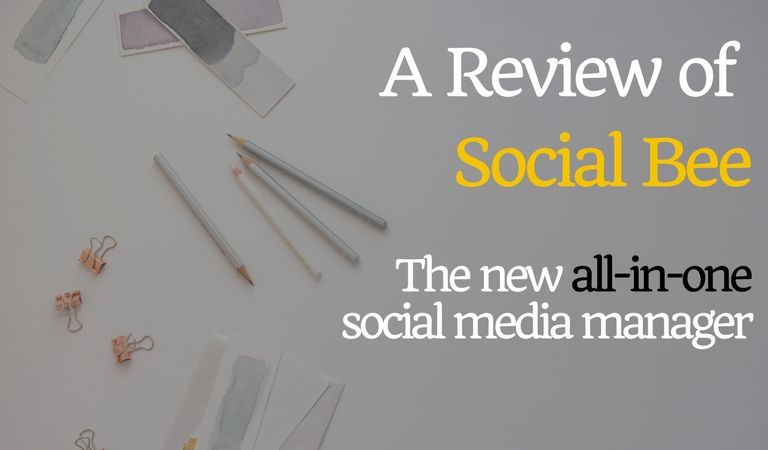 A Review of
Social Bee
The new all-in-one
social media manager